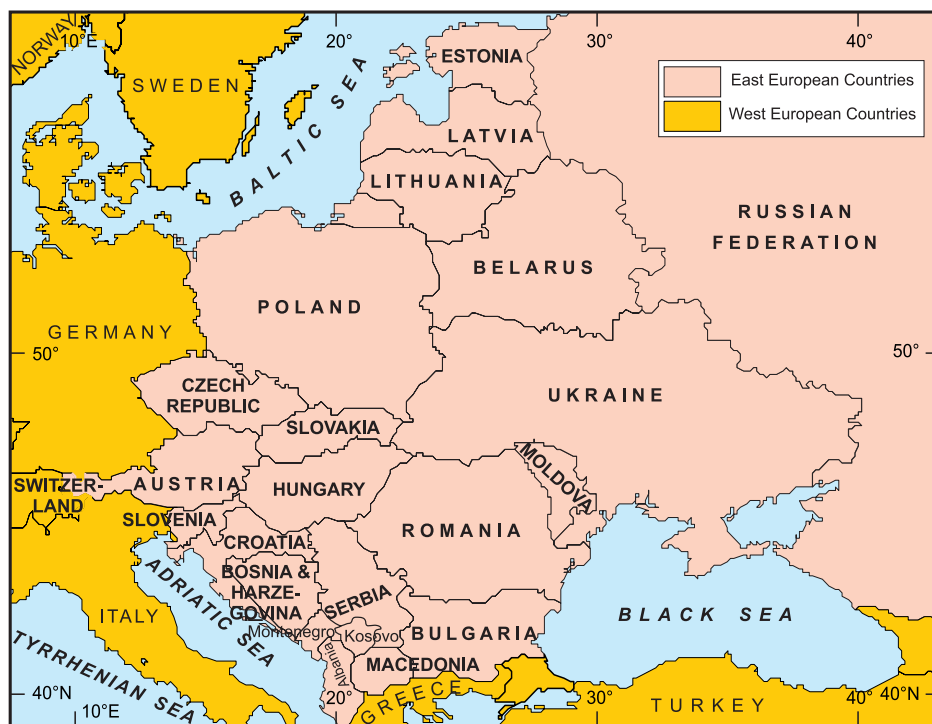 NORWAY
10°E
20°
30°
40°
SWEDEN
BALTIC SEA
ESTONIA
East European Countries
West European Countries
LATVIA
LITHUANIA
RUSSIAN
FEDERATION
BELARUS
POLAND
GERMANY
50°
50°
CZECH
REPUBLIC
UKRAINE
SLOVAKIA
MOLDOVA
SWITZER-
LAND
AUSTRIA
HUNGARY
SLOVENIA
ROMANIA
CROATIA
BOSNIA &
HARZE-
GOVINA
SERBIA
ADRIATIC SEA
ITALY
BLACK SEA
Montenegro
Kosovo
BULGARIA
Albania
MACEDONIA
TYRRHENIAN SEA
40°N
10°E
20°
GREECE
30°
TURKEY
40°
40°N